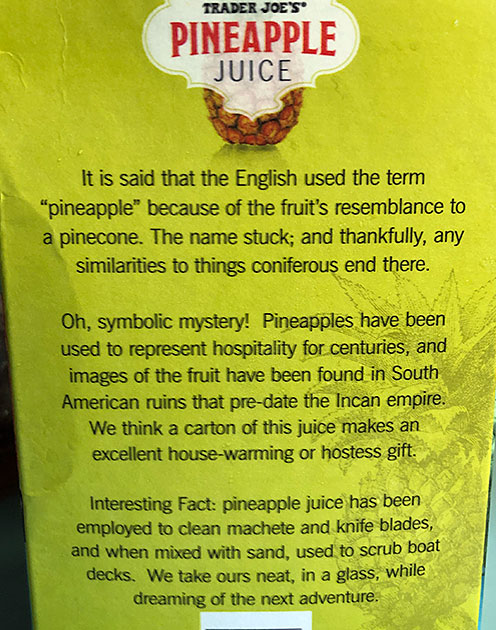 TRADER JOE'S®
PINEAPPLE
JUICE
It is said that the English used the term
“pineapple” because of the fruit's resemblance to
a pinecone. The name stuck; and thankfully, any
similarities to things coniferous end there.
Oh, symbolic mystery! Pineapples have been
used to represent hospitality for centuries, and
images of the fruit have been found in South
American ruins that pre-date the Incan empire.
We think a carton of this juice makes an
excellent house-warming or hostess gift.
Interesting Fact: pineapple juice has been
employed to clean machete and knife blades,
and when mixed with sand, used to scrub boat
decks. We take ours neat, in a glass, while
dreaming of the next adventure.